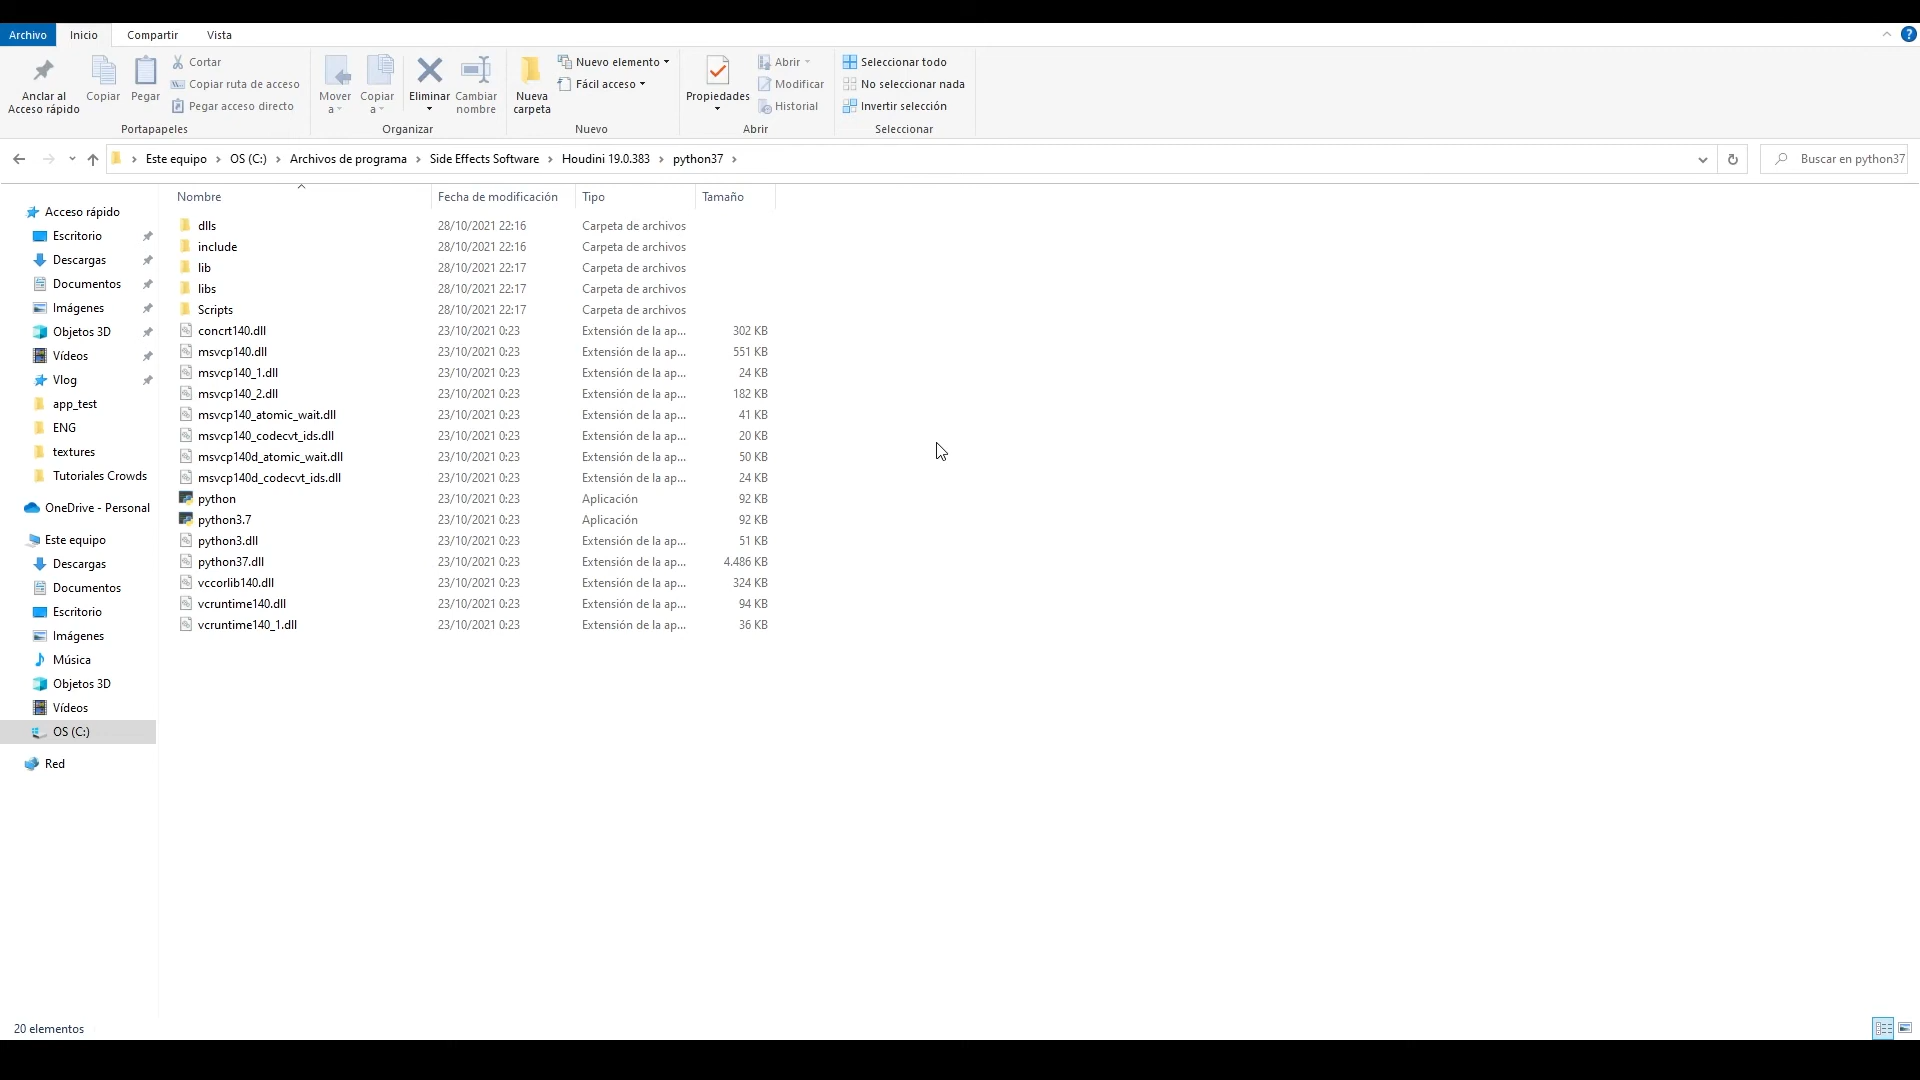 Archivo Inicio Compartir Vista ?
Anclar al Acceso rápido Copiar Pegar Cortar Copiar ruta de acceso Pegar acceso directo
Portapapeles
Mover a Copiar a Eliminar Cambiar nombre
Organizar
Nueva carpeta Nuevo elemento Fácil acceso
Nuevo
Propiedades Abrir Modificar Historial
Abrir
Seleccionar todo No seleccionar nada Invertir selección
Seleccionar
Este equipo › OS (C:) › Archivos de programa › Side Effects Software › Houdini 19.0.383 › python37 › Buscar en python37
Acceso rápido
Escritorio
Descargas
Documentos
Imágenes
Objetos 3D
Vídeos
Vlog
app_test
ENG
textures
Tutoriales Crowds
OneDrive - Personal
Este equipo
Descargas
Documentos
Escritorio
Imágenes
Música
Objetos 3D
Vídeos
OS (C:)
Red
Nombre Fecha de modificación Tipo Tamaño
dlls 28/10/2021 22:16 Carpeta de archivos
include 28/10/2021 22:16 Carpeta de archivos
lib 28/10/2021 22:17 Carpeta de archivos
libs 28/10/2021 22:17 Carpeta de archivos
Scripts 28/10/2021 22:17 Carpeta de archivos
concrt140.dll 23/10/2021 0:23 Extensión de la ap... 302 KB
msvcp140.dll 23/10/2021 0:23 Extensión de la ap... 551 KB
msvcp140_1.dll 23/10/2021 0:23 Extensión de la ap... 24 KB
msvcp140_2.dll 23/10/2021 0:23 Extensión de la ap... 182 KB
msvcp140_atomic_wait.dll 23/10/2021 0:23 Extensión de la ap... 41 KB
msvcp140_codecvt_ids.dll 23/10/2021 0:23 Extensión de la ap... 20 KB
msvcp140d_atomic_wait.dll 23/10/2021 0:23 Extensión de la ap... 50 KB
msvcp140d_codecvt_ids.dll 23/10/2021 0:23 Extensión de la ap... 24 KB
python 23/10/2021 0:23 Aplicación 92 KB
python3.7 23/10/2021 0:23 Aplicación 92 KB
python3.dll 23/10/2021 0:23 Extensión de la ap... 51 KB
python37.dll 23/10/2021 0:23 Extensión de la ap... 4.486 KB
vccorlib140.dll 23/10/2021 0:23 Extensión de la ap... 324 KB
vcruntime140.dll 23/10/2021 0:23 Extensión de la ap... 94 KB
vcruntime140_1.dll 23/10/2021 0:23 Extensión de la ap... 36 KB
20 elementos